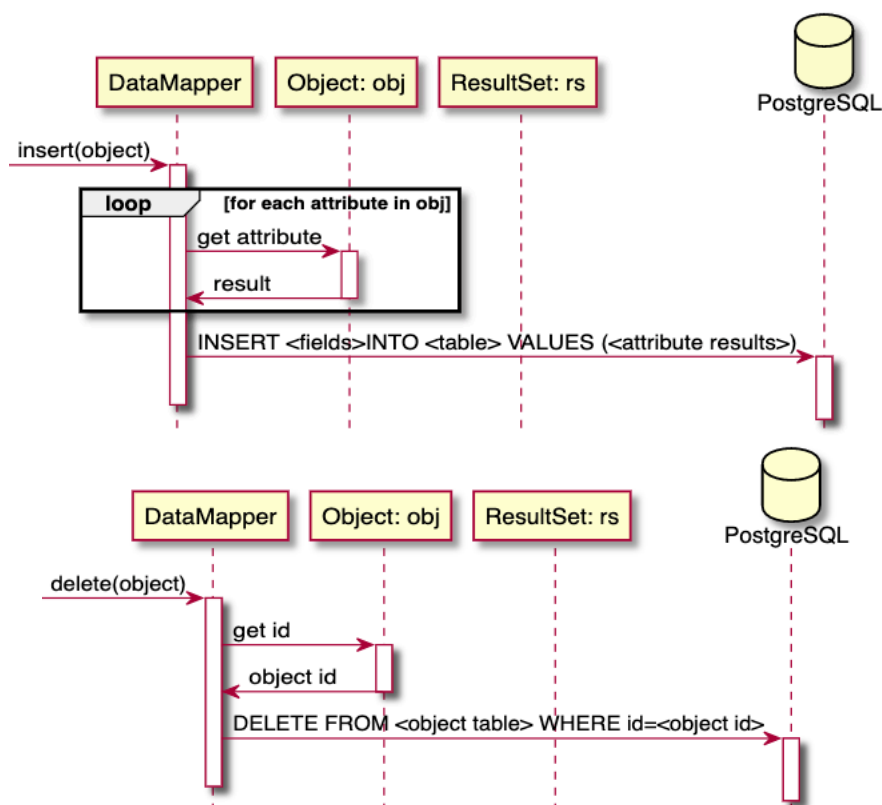 PostgreSQL
DataMapper
Object: obj
ResultSet: rs
insert(object)
loop
[for each attribute in obj]
get attribute
result
INSERT <fields>INTO <table> VALUES (<attribute results>)
PostgreSQL
DataMapper
Object: obj
ResultSet: rs
delete(object)
get id
object id
DELETE FROM <object table> WHERE id=<object id>